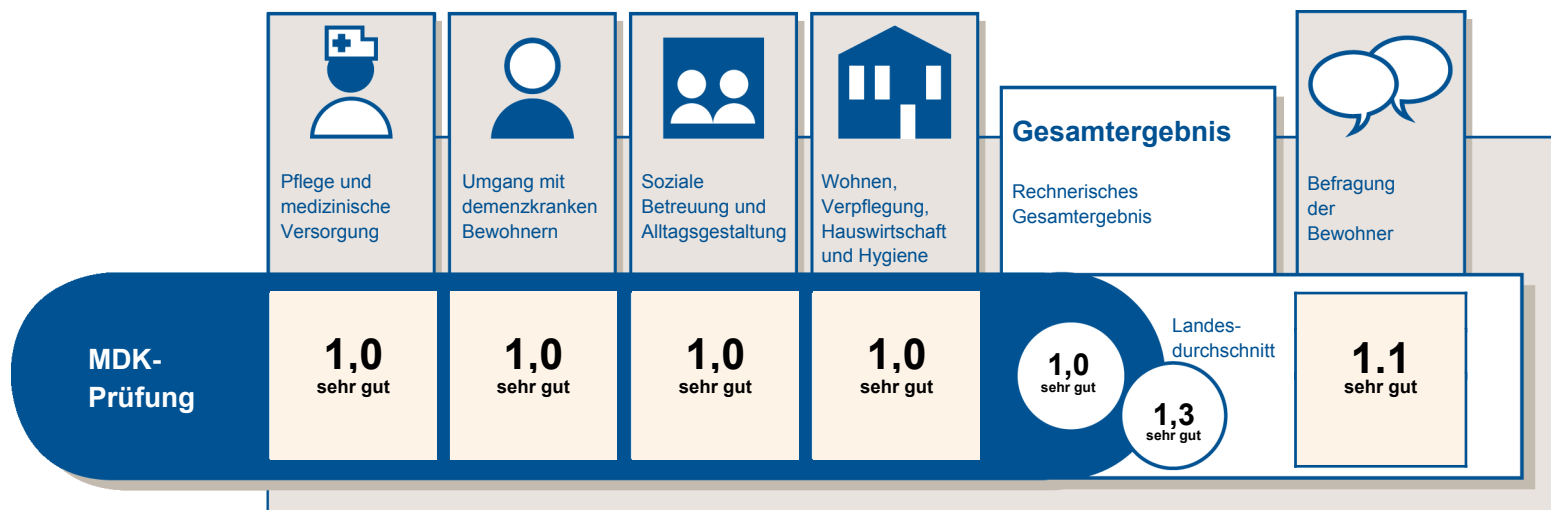 Pflege und
medizinische
Versorgung
Umgang mit
demenzkranken
Bewohnern
Soziale
Betreuung und
Alltagsgestaltung
Wohnen,
Verpflegung,
Hauswirtschaft
und Hygiene
Gesamtergebnis
Rechnerisches
Gesamtergebnis
Befragung
der
Bewohner
MDK-
Prüfung
1,0
sehr gut
1,0
sehr gut
1,0
sehr gut
1,0
sehr gut
1,0
sehr gut
Landes-
durchschnitt
1,3
sehr gut
1.1
sehr gut